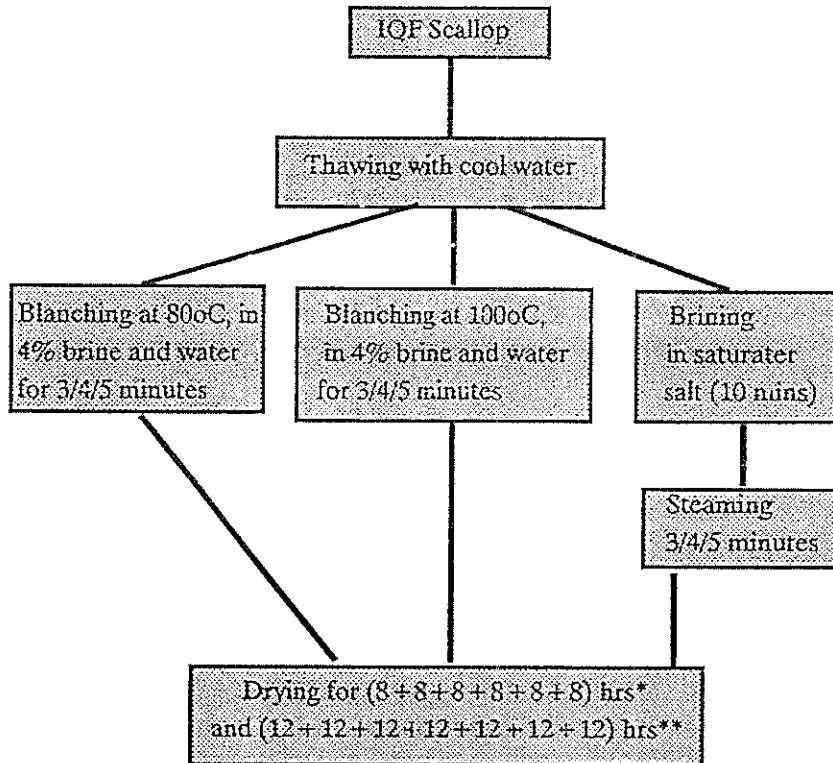 IQF Scallop
Thawing with cool water
Blanching at 80oC, in
4% brine and water
for 3/4/5 minutes
Blanching at 100oC,
in 4% brine and water
for 3/4/5 minutes
Brining
in saturater
salt (10 mins)
Steaming
3/4/5 minutes
Drying for (8+8+8+8+8+8) hrs*
and (12+12+12+12+12+12+12) hrs**